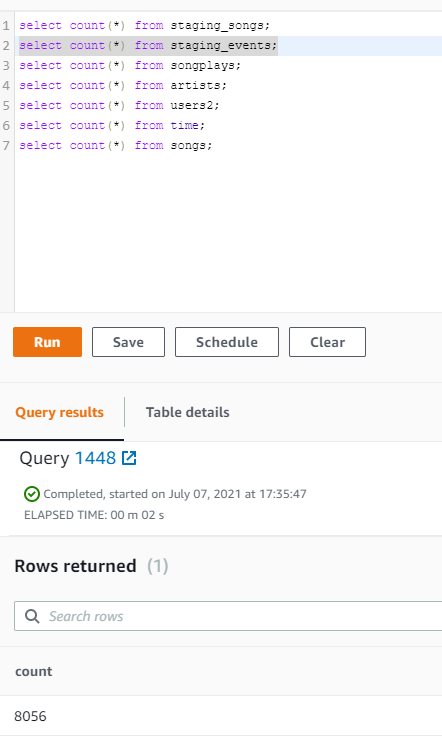 1 select count(*) from staging_songs;
2 select count(*) from staging_events;
3 select count(*) from songplays;
4 select count(*) from artists;
5 select count(*) from users2;
6 select count(*) from time;
7 select count(*) from songs;
Run Save Schedule Clear
Query results Table details
Query 1448
Completed, started on July 07, 2021 at 17:35:47
ELAPSED TIME: 00 m 02 s
Rows returned (1)
Search rows
count
8056